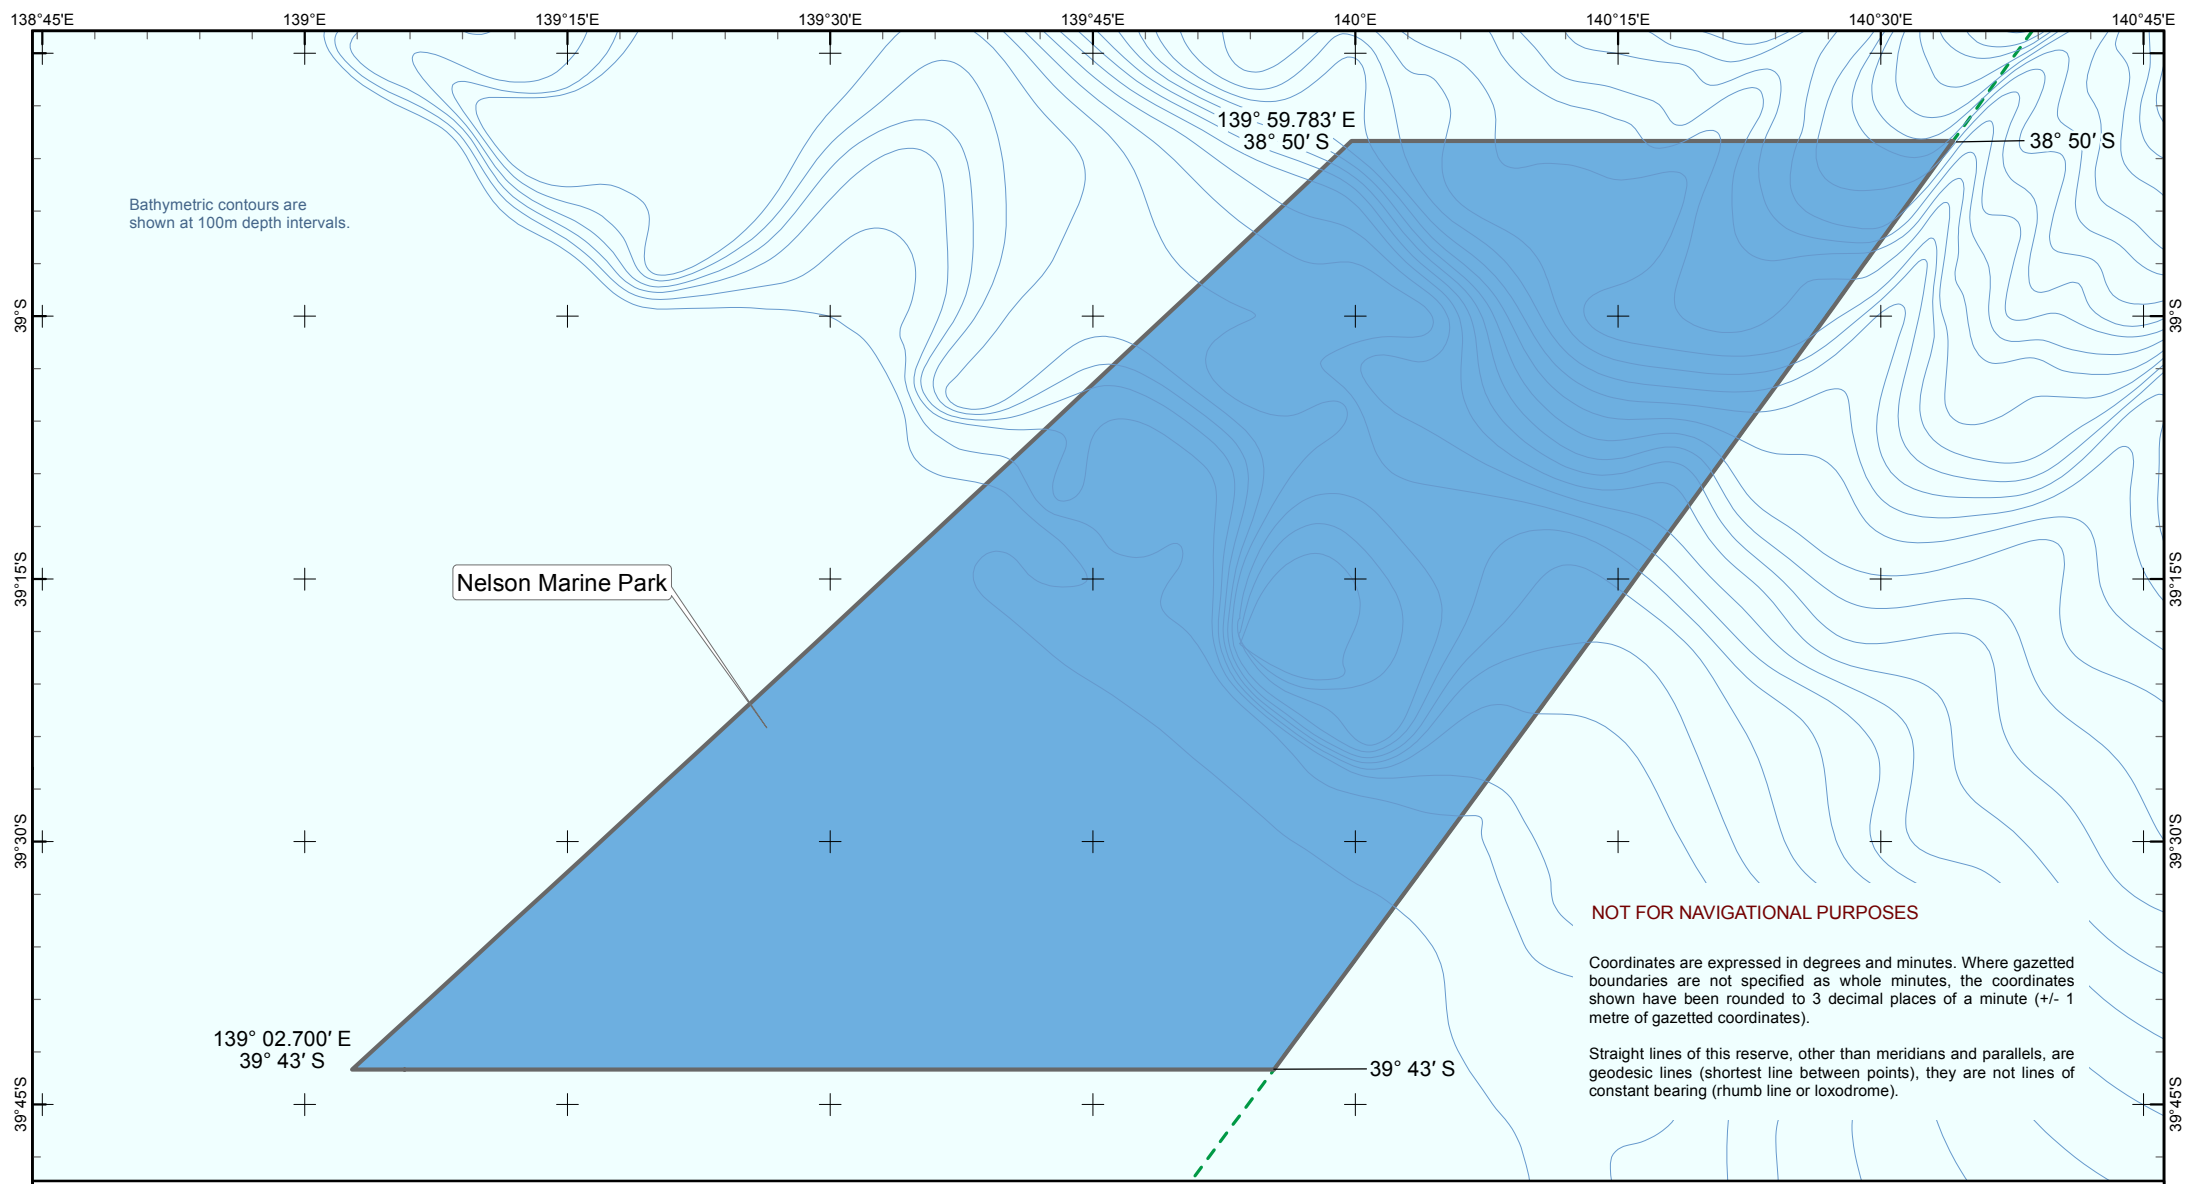 138°45'E 139°E 139°15'E 139°30'E 139°45'E 140°E 140°15'E 140°30'E 140°45'E
139° 59.783′ E
38° 50′ S
38° 50′ S
Bathymetric contours are
shown at 100m depth intervals.
39°S
39°S
39°15'S
39°15'S
Nelson Marine Park
39°30'S
39°30'S
NOT FOR NAVIGATIONAL PURPOSES
Coordinates are expressed in degrees and minutes. Where gazetted
boundaries are not specified as whole minutes, the coordinates
shown have been rounded to 3 decimal places of a minute (+/- 1
metre of gazetted coordinates).
139° 02.700′ E
39° 43′ S
39° 43′ S
Straight lines of this reserve, other than meridians and parallels, are
geodesic lines (shortest line between points), they are not lines of
constant bearing (rhumb line or loxodrome).
39°45'S
39°45'S